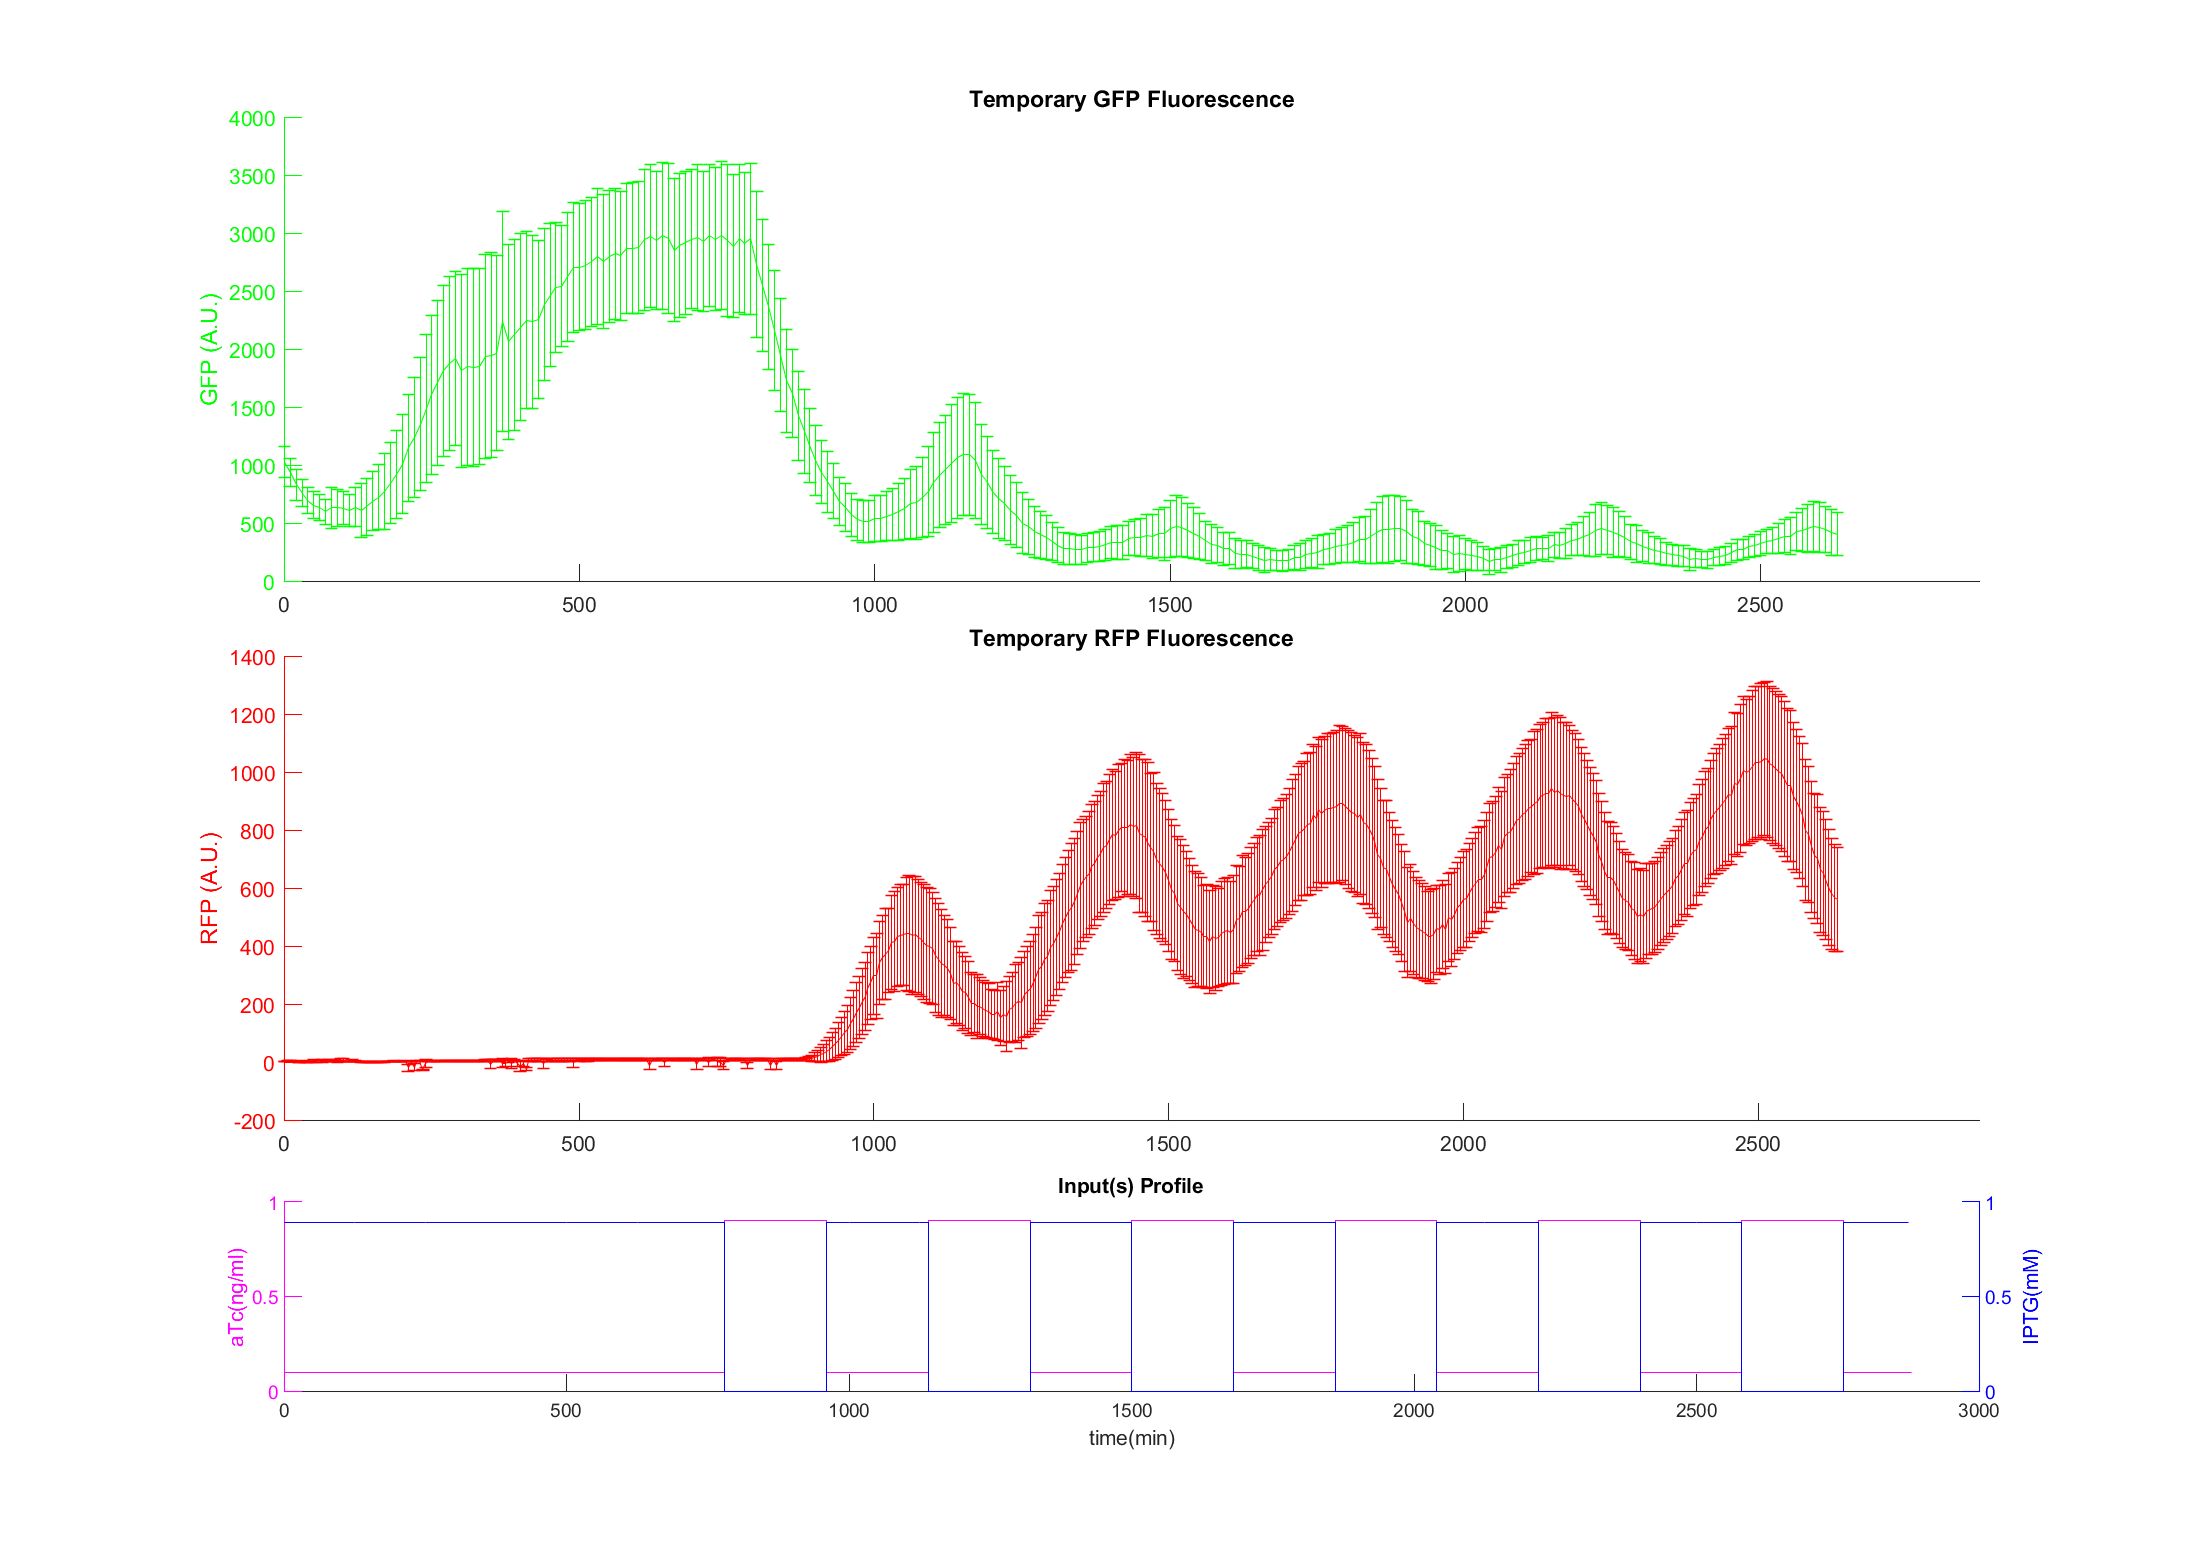 Temporary GFP Fluorescence
4000
3500
3000
2500
2000
1500
1000
500
0
GFP (A.U.)
0 500 1000 1500 2000 2500
Temporary RFP Fluorescence
1400
1200
1000
800
600
400
200
0
-200
RFP (A.U.)
0 500 1000 1500 2000 2500
Input(s) Profile
1
0.5
0
aTc(ng/ml)
1
0.5
0
IPTG(mM)
0 500 1000 1500 2000 2500 3000
time(min)